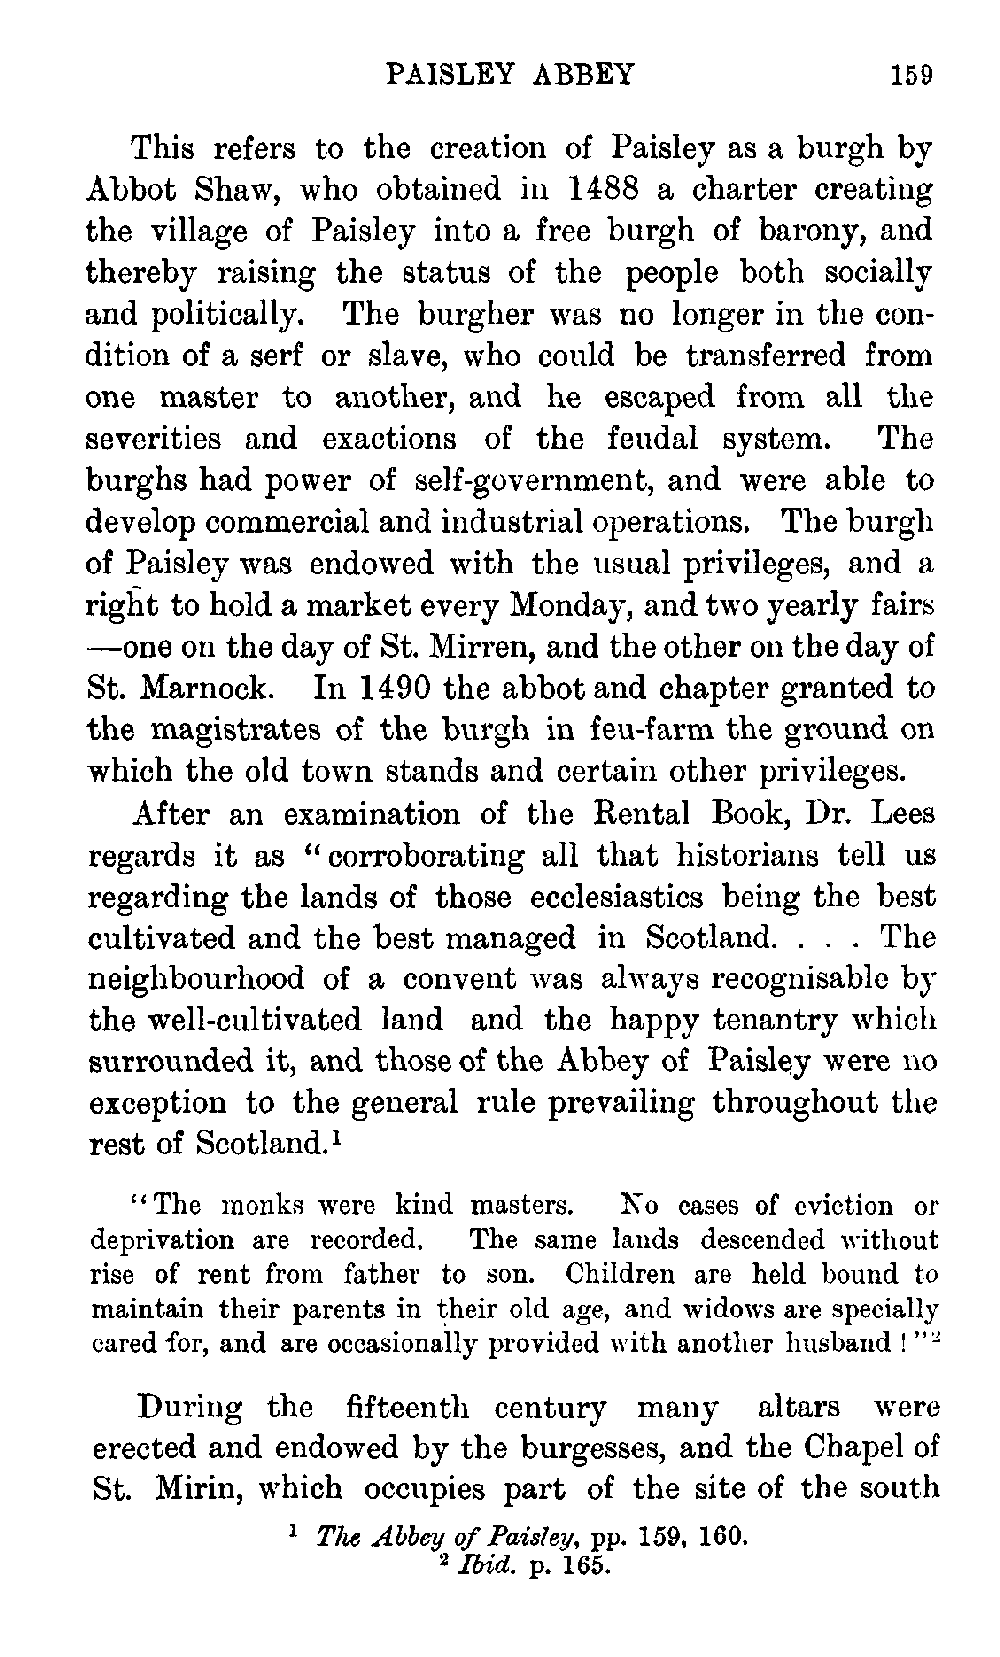 PAISLEY ABBEY 159
This refers to the creation of Paisley as a burgh by
Abbot Shaw, who obtained in 1488 a charter creating
the village of Paisley into a free burgh of barony, and
thereby raising the status of the people both socially
and politically. The burgher was no longer in the con-
dition of a serf or slave, who could be transferred from
one master to another, and he escaped from all the
severities and exactions of the feudal system. The
burghs had power of self-government, and were able to
develop commercial and industrial operations. The burgh
of Paisley was endowed with the usual privileges, and a
right to hold a market every Monday, and two yearly fairs
—one on the day of St. Mirren, and the other on the day of
St. Marnock. In 1490 the abbot and chapter granted to
the magistrates of the burgh in feu-farm the ground on
which the old town stands and certain other privileges.
After an examination of the Rental Book, Dr. Lees
regards it as “corroborating all that historians tell us
regarding the lands of those ecclesiastics being the best
cultivated and the best managed in Scotland. . . . The
neighbourhood of a convent was always recognisable by
the well-cultivated land and the happy tenantry which
surrounded it, and those of the Abbey of Paisley were no
exception to the general rule prevailing throughout the
rest of Scotland.¹
“The monks were kind masters. No cases of eviction or
deprivation are recorded. The same lands descended without
rise of rent from father to son. Children are held bound to
maintain their parents in their old age, and widows are specially
cared for, and are occasionally provided with another husband!”²
During the fifteenth century many altars were
erected and endowed by the burgesses, and the Chapel of
St. Mirin, which occupies part of the site of the south
¹ The Abbey of Paisley, pp. 159, 160.
² Ibid. p. 165.